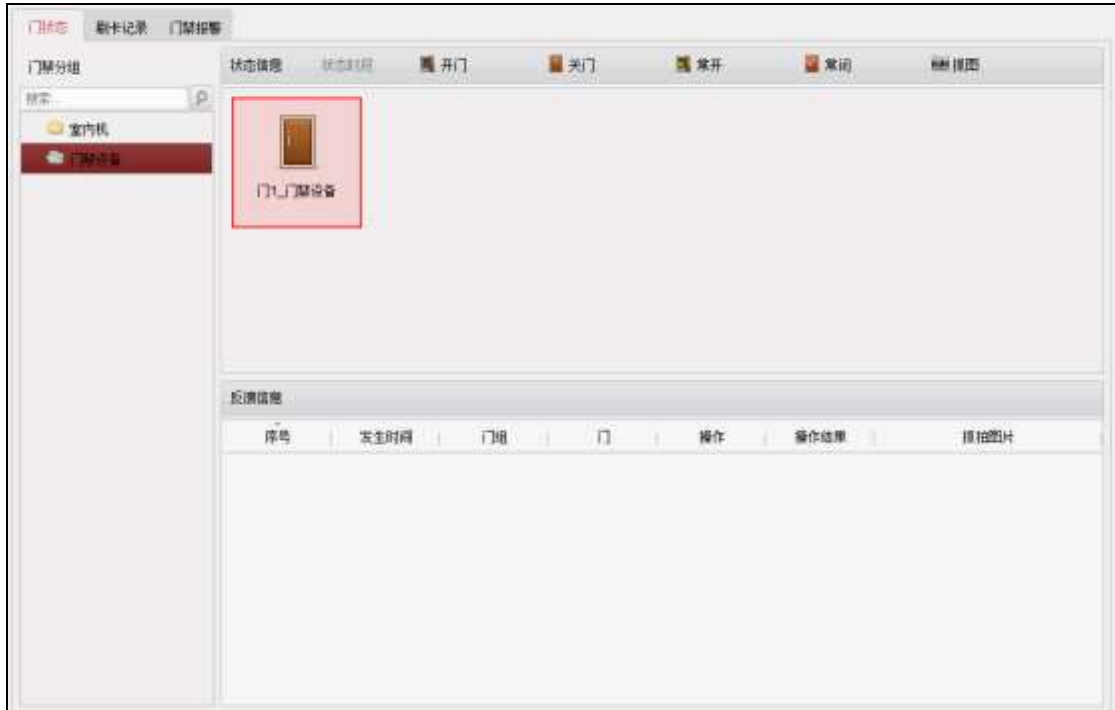 门状态 刷卡记录 门禁报警
门禁分组
搜索...
室内机
门禁设备
状态信息 状态时段 开门 关门 常开 常闭 抓图
门1_门禁设备
反馈信息
序号 发生时间 门组 门 操作 操作结果 抓拍图片